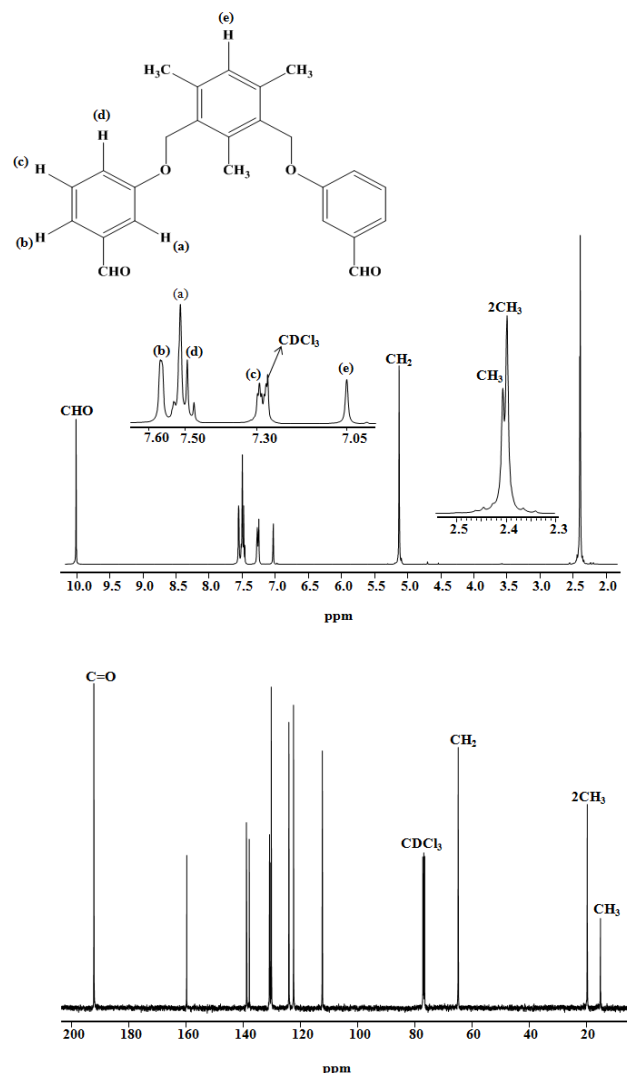 (e)
H
H₃C
CH₃
(d)
H
(c)
H
O
CH₃
O
(b)
H
H
(a)
CHO
CHO
(a)
2CH₃
CDCl₃
(b)
(d)
CH₃
CH₂
(c)
(e)
CHO
7.60 7.50 7.30 7.05
2.5 2.4 2.3
10.0 9.5 9.0 8.5 8.0 7.5 7.0 6.5 6.0 5.5 5.0 4.5 4.0 3.5 3.0 2.5 2.0
ppm
C=O
CH₂
2CH₃
CDCl₃
CH₃
200 180 160 140 120 100 80 60 40 20
ppm